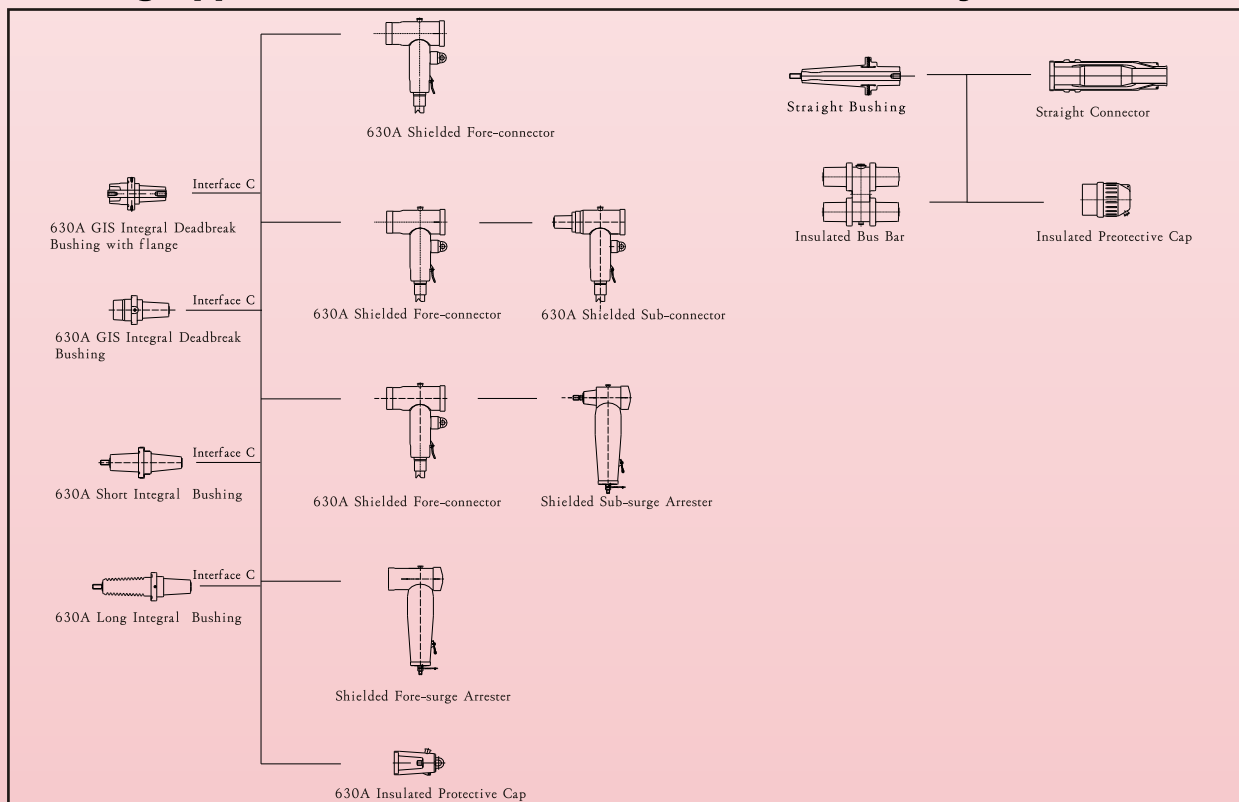 630A Shielded Fore-connector
Interface C
630A GIS Integral Deadbreak
Bushing with flange
630A Shielded Fore-connector
630A Shielded Sub-connector
Interface C
630A GIS Integral Deadbreak
Bushing
Interface C
630A Short Integral Bushing
630A Shielded Fore-connector
Shielded Sub-surge Arrester
Interface C
630A Long Integral Bushing
Shielded Fore-surge Arrester
630A Insulated Protective Cap
Straight Bushing
Straight Connector
Insulated Bus Bar
Insulated Preotective Cap